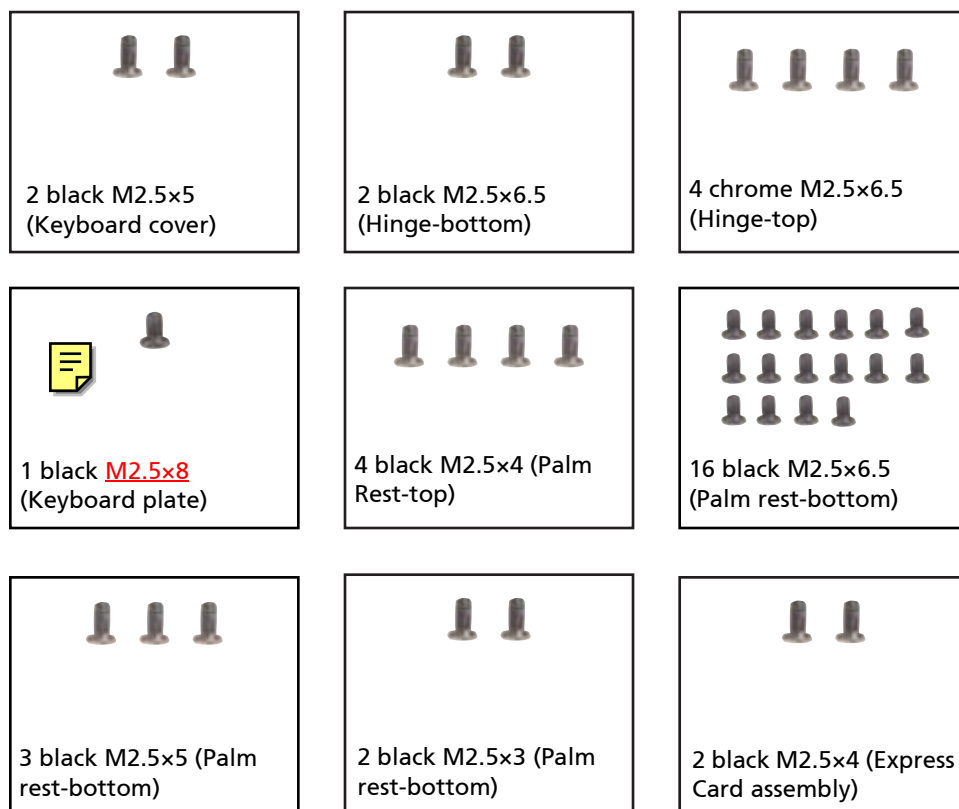 2 black M2.5×5
(Keyboard cover)
2 black M2.5×6.5
(Hinge-bottom)
4 chrome M2.5×6.5
(Hinge-top)
1 black M2.5×8
(Keyboard plate)
4 black M2.5×4 (Palm
Rest-top)
16 black M2.5×6.5
(Palm rest-bottom)
3 black M2.5×5 (Palm
rest-bottom)
2 black M2.5×3 (Palm
rest-bottom)
2 black M2.5×4 (Express
Card assembly)